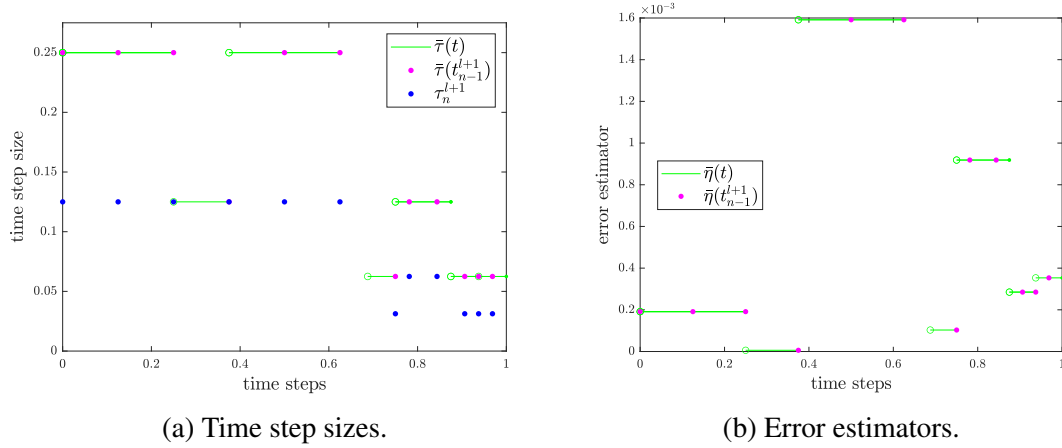 0.25
0.2
0.15
0.1
0.05
0
time step size
τ̄(t)
τ̄(t_{n-1}^{l+1})
τ_n^{l+1}
0 0.2 0.4 0.6 0.8 1
time steps
(a) Time step sizes.
×10⁻³
1.6
1.4
1.2
1
0.8
0.6
0.4
0.2
0
error estimator
η̄(t)
η̄(t_{n-1}^{l+1})
0 0.2 0.4 0.6 0.8 1
time steps
(b) Error estimators.